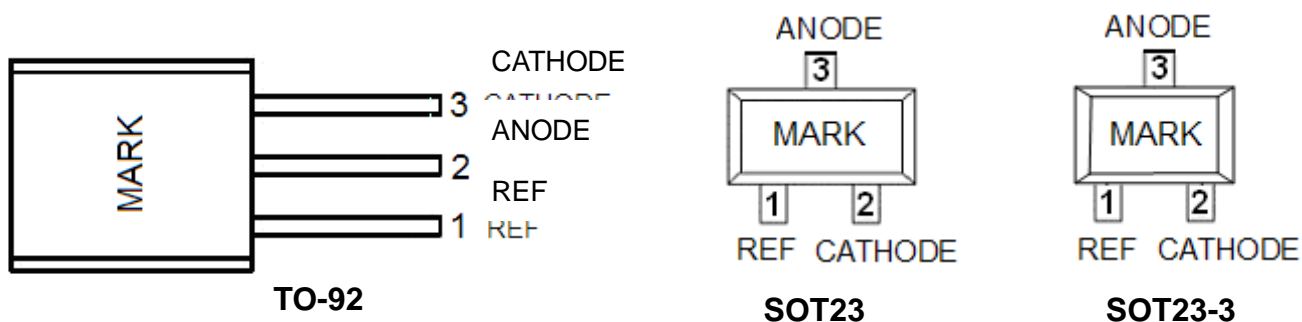 CATHODE
3
ANODE
2
REF
1 REF
MARK
TO-92
ANODE
3
MARK
1 2
REF CATHODE
SOT23
ANODE
3
MARK
1 2
REF CATHODE
SOT23-3